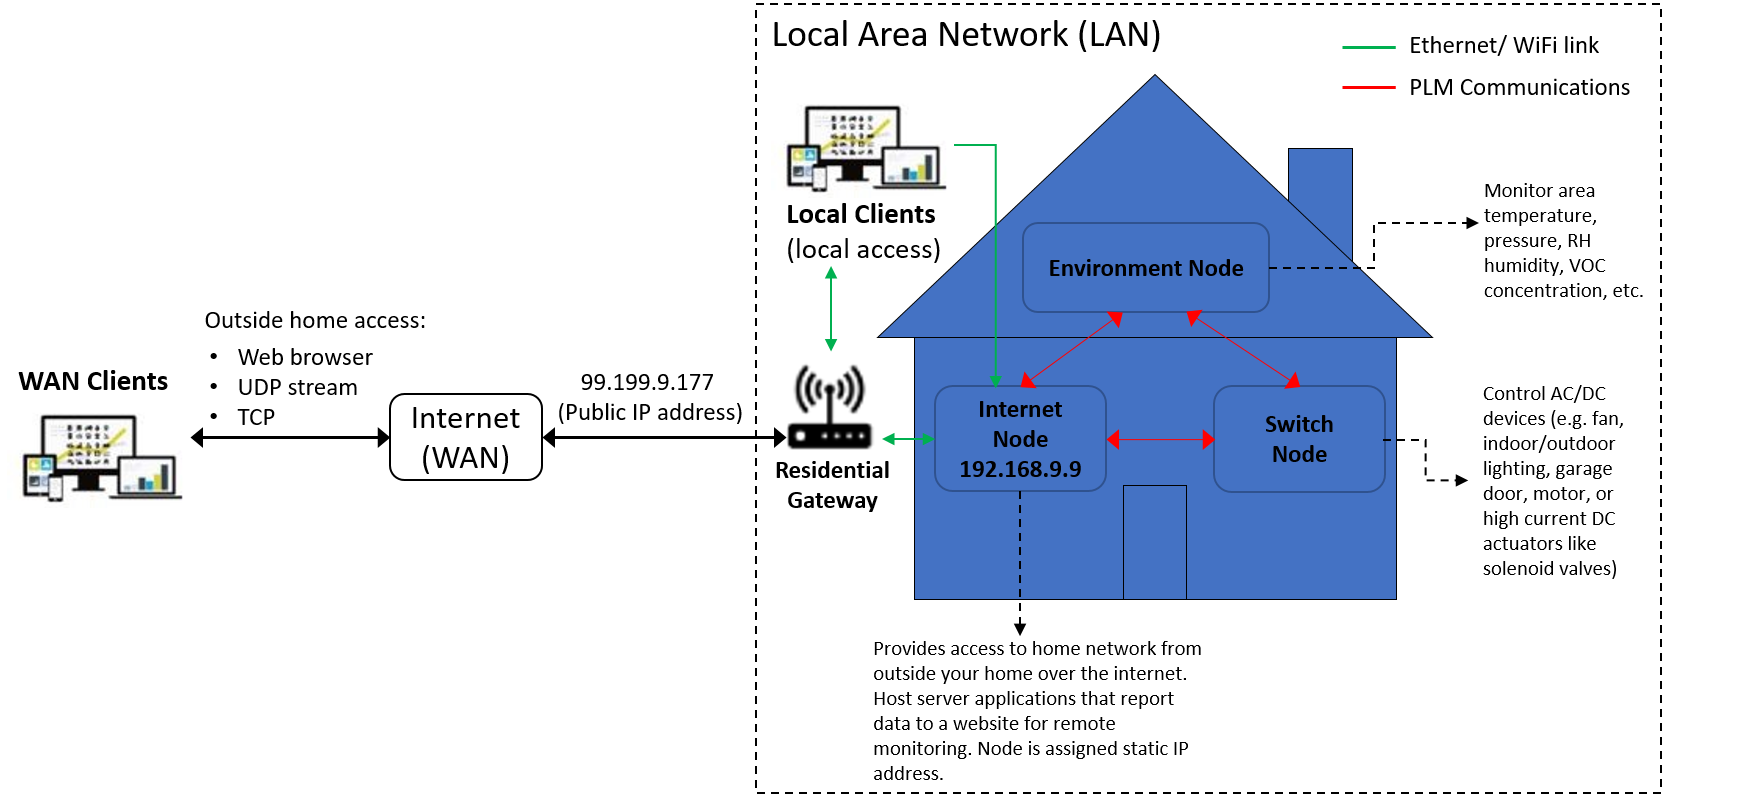 Local Area Network (LAN)
Ethernet/ WiFi link
PLM Communications
Local Clients
(local access)
Monitor area
temperature,
pressure, RH
humidity, VOC
concentration, etc.
Environment Node
Outside home access:
• Web browser
• UDP stream
• TCP
WAN Clients
Internet
(WAN)
99.199.9.177
(Public IP address)
Residential
Gateway
Internet
Node
192.168.9.9
Switch
Node
Control AC/DC
devices (e.g. fan,
indoor/outdoor
lighting, garage
door, motor, or
high current DC
actuators like
solenoid valves)
Provides access to home network from
outside your home over the internet.
Host server applications that report
data to a website for remote
monitoring. Node is assigned static IP
address.